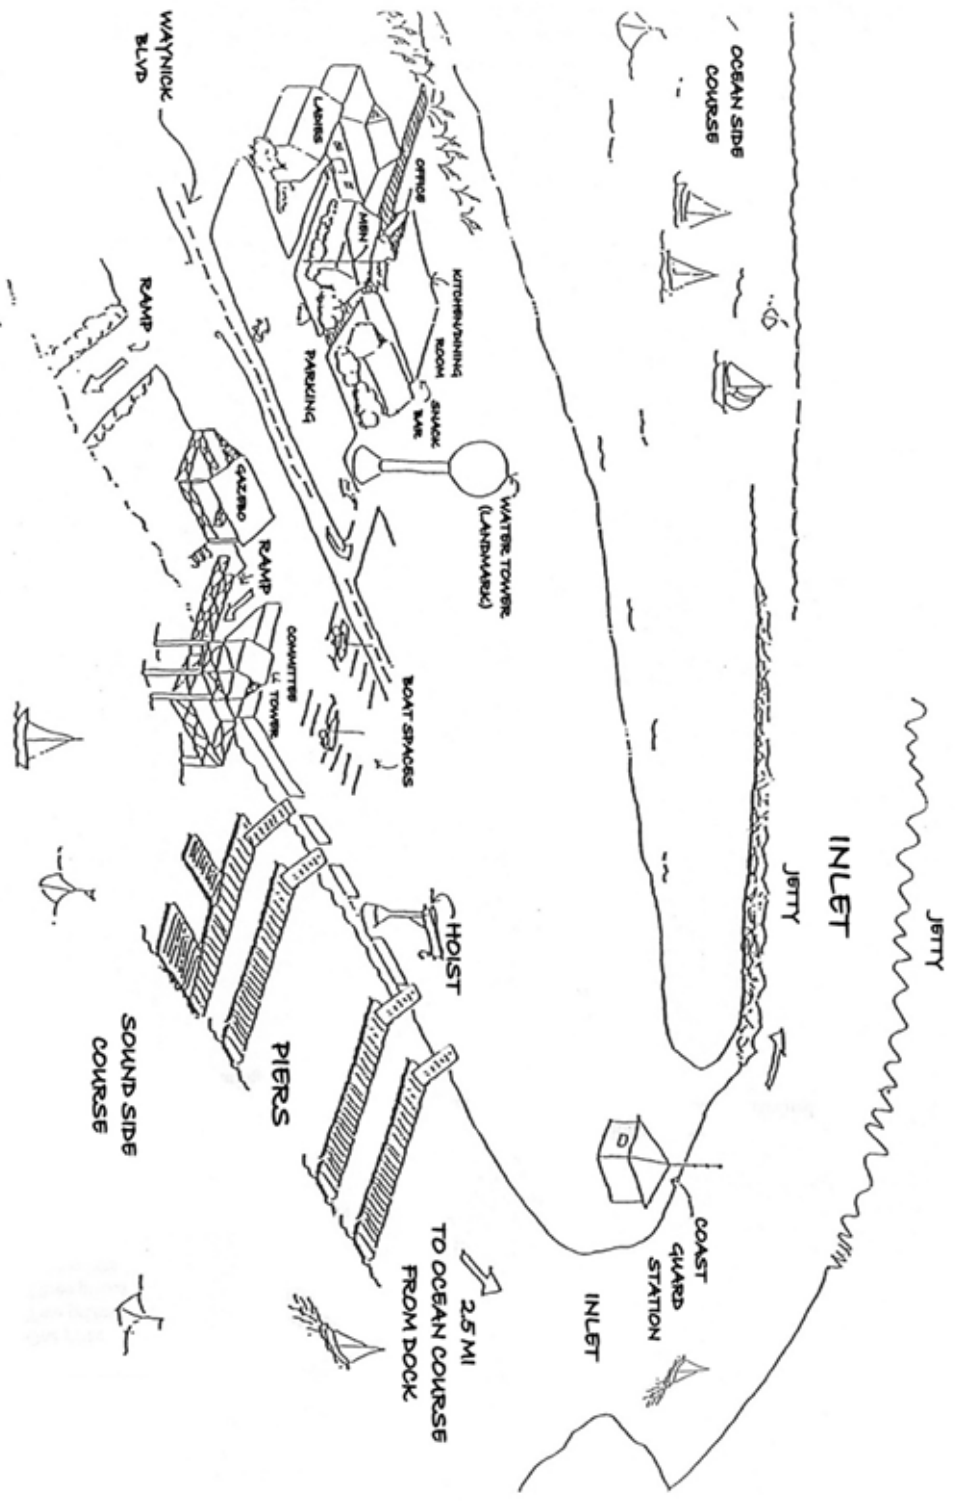 JETTY
INLET
JETTY
OCEAN SIDE
COURSE
COAST
GUARD
STATION
INLET
WATER TOWER
(LANDMARK)
KITCHEN/DINING
ROOM
SNACK
BAR
OFFICE
MEN
LADIES
PARKING
WAYNICK
BLVD
HOIST
2.5 MI
TO OCEAN COURSE
FROM DOCK
BOAT SPACES
COMMITTEE
TOWER
RAMP
GAZEBO
RAMP
PIERS
SOUND SIDE
COURSE